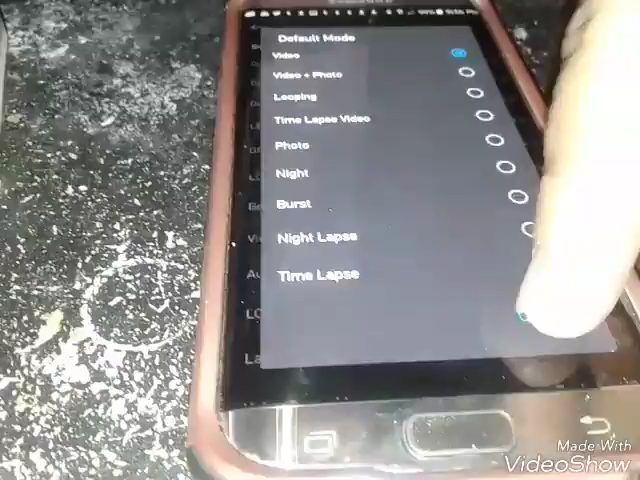 Default Mode
Video
Video + Photo
Looping
Time Lapse Video
Photo
Night
Burst
Night Lapse
Time Lapse
Made With
VideoShow